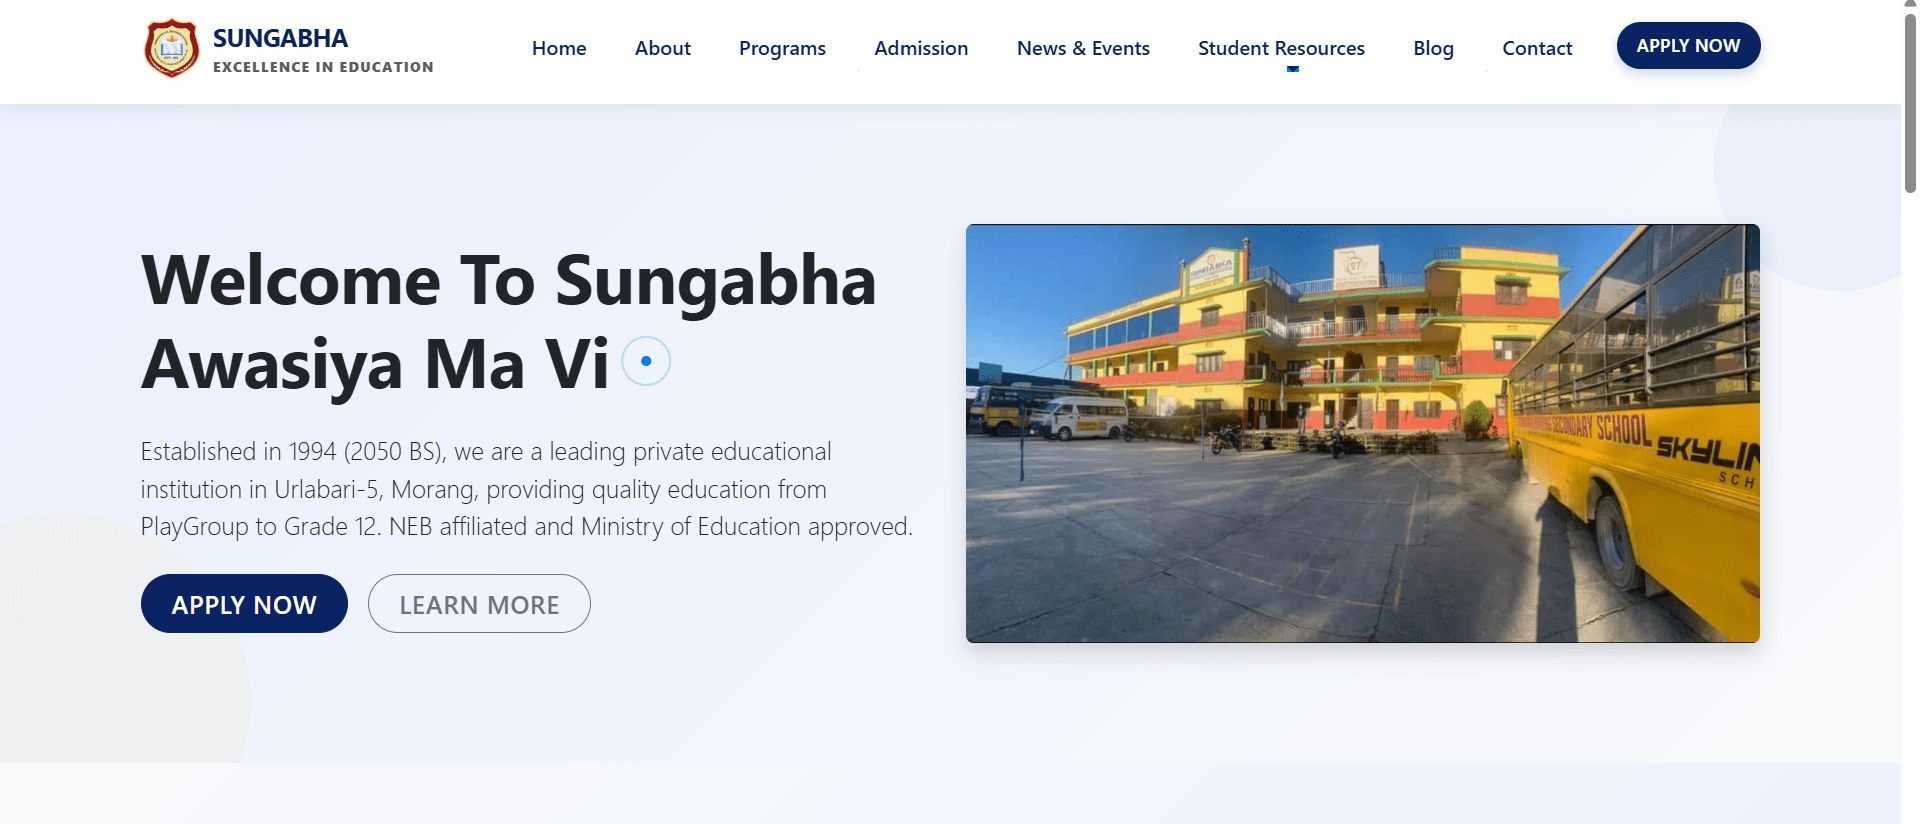 SUNGABHA
EXCELLENCE IN EDUCATION
Home
About
Programs
Admission
News & Events
Student Resources
Blog
Contact
APPLY NOW
Welcome To Sungabha
Awasiya Ma Vi
Established in 1994 (2050 BS), we are a leading private educational
institution in Urlabari-5, Morang, providing quality education from
PlayGroup to Grade 12. NEB affiliated and Ministry of Education approved.
APPLY NOW
LEARN MORE
SUNGABHA
SECONDARY SCHOOL